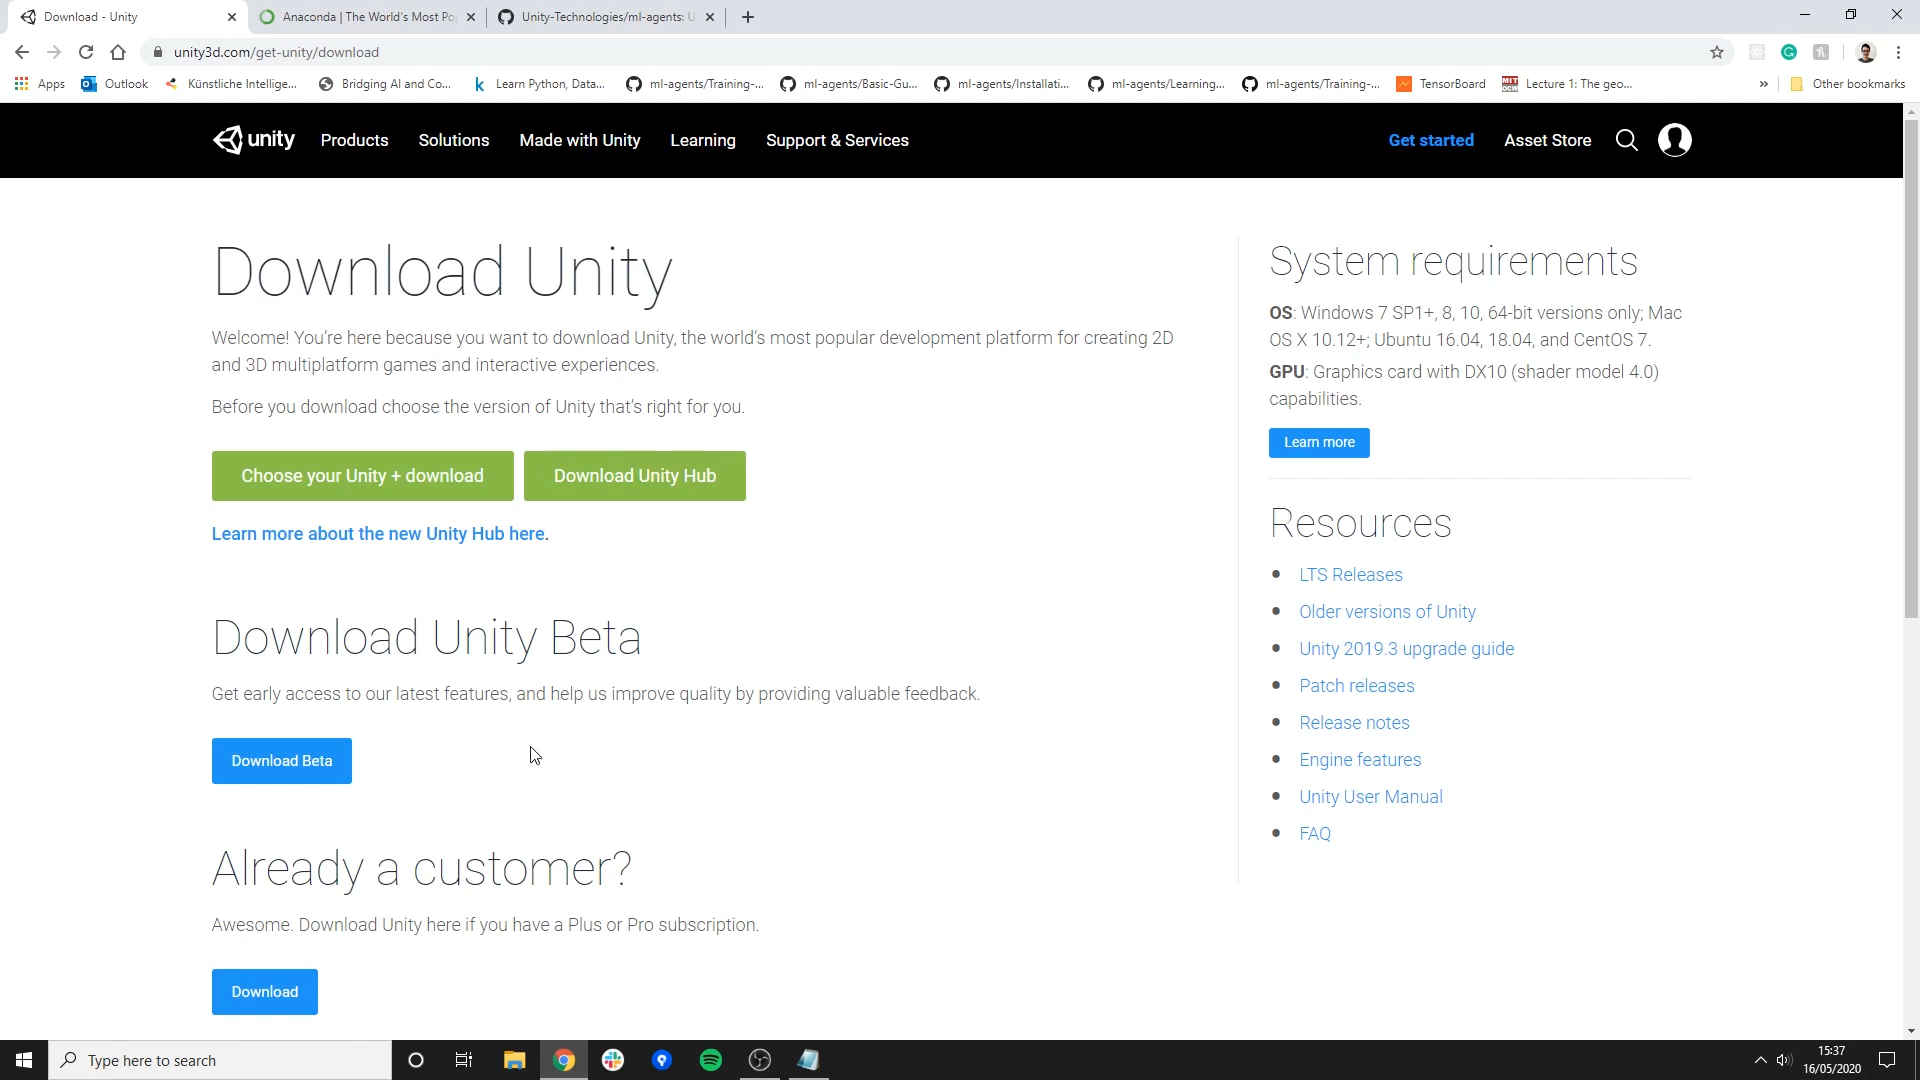 Download - Unity
Anaconda | The World's Most Po
Unity-Technologies/ml-agents: U
unity3d.com/get-unity/download
Apps
Outlook
Künstliche Intellige...
Bridging AI and Co...
Learn Python, Data...
ml-agents/Training-...
ml-agents/Basic-Gu...
ml-agents/Installati...
ml-agents/Learning...
ml-agents/Training-...
TensorBoard
Lecture 1: The geo...
»
Other bookmarks
unity
Products
Solutions
Made with Unity
Learning
Support & Services
Get started
Asset Store
Download Unity
Welcome! You're here because you want to download Unity, the world's most popular development platform for creating 2D
and 3D multiplatform games and interactive experiences.
Before you download choose the version of Unity that's right for you.
Choose your Unity + download
Download Unity Hub
Learn more about the new Unity Hub here.
Download Unity Beta
Get early access to our latest features, and help us improve quality by providing valuable feedback.
Download Beta
Already a customer?
Awesome. Download Unity here if you have a Plus or Pro subscription.
Download
System requirements
OS: Windows 7 SP1+, 8, 10, 64-bit versions only; Mac
OS X 10.12+; Ubuntu 16.04, 18.04, and CentOS 7.
GPU: Graphics card with DX10 (shader model 4.0)
capabilities.
Learn more
Resources
LTS Releases
Older versions of Unity
Unity 2019.3 upgrade guide
Patch releases
Release notes
Engine features
Unity User Manual
FAQ
Type here to search
15:37
16/05/2020